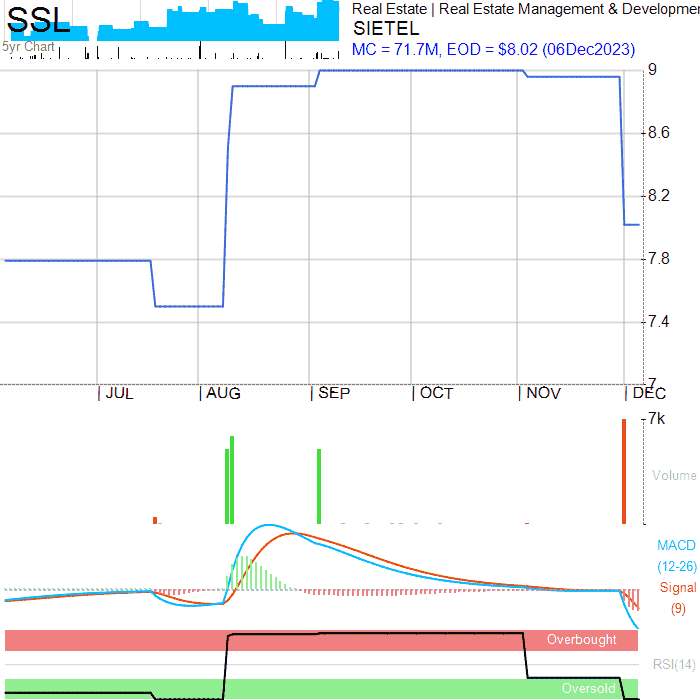 SSL
5yr Chart
Real Estate | Real Estate Management & Developmen
SIETEL
MC = 71.7M, EOD = $8.02 (06Dec2023)
9
8.6
8.2
7.8
7.4
7
JUL AUG SEP OCT NOV DEC
7k
Volume
MACD
(12-26)
Signal
(9)
Overbought
RSI(14)
Oversold